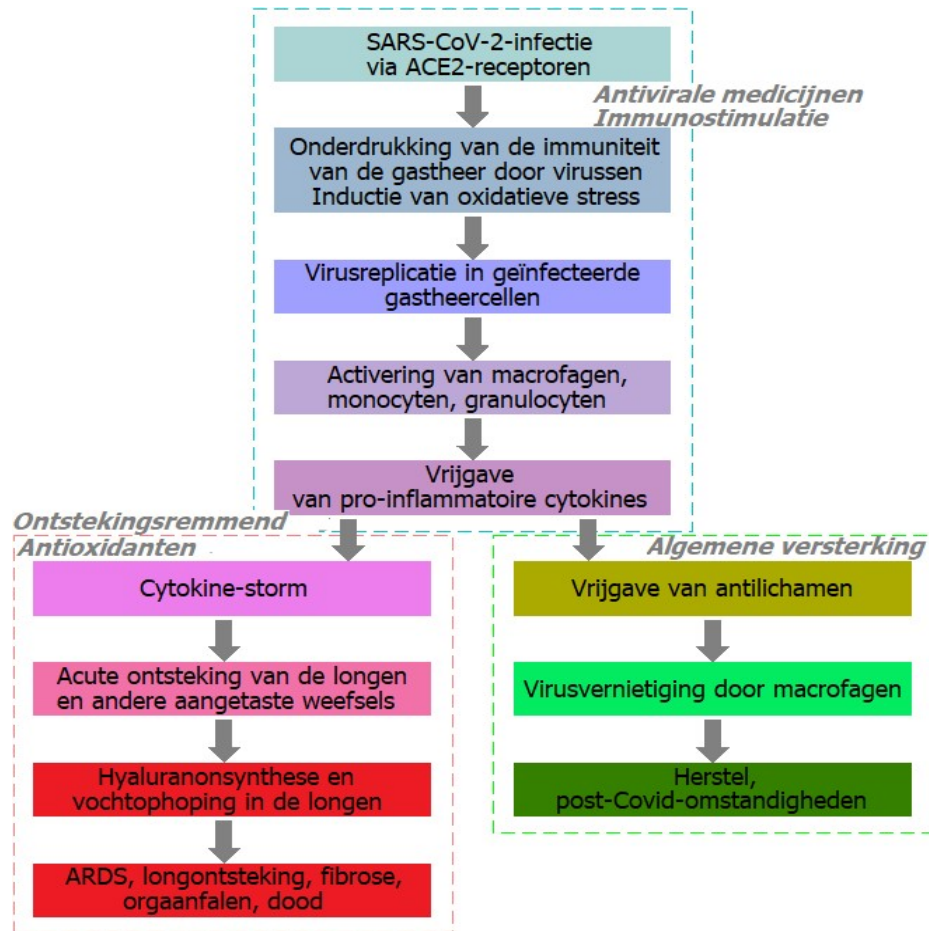 SARS-CoV-2-infectie
via ACE2-receptoren
Antivirale medicijnen
Immunostimulatie
Onderdrukking van de immuniteit
van de gastheer door virussen
Inductie van oxidatieve stress
Virusreplicatie in geïnfecteerde
gastheercellen
Activering van macrofagen,
monocyten, granulocyten
Vrijgave
van pro-inflammatoire cytokines
Ontstekingsremmend
Antioxidanten
Cytokine-storm
Acute ontsteking van de longen
en andere aangetaste weefsels
Hyaluranonsynthese en
vochtophoping in de longen
ARDS, longontsteking, fibrose,
orgaanfalen, dood
Algemene versterking
Vrijgave van antilichamen
Virusvernietiging door macrofagen
Herstel,
post-Covid-omstandigheden